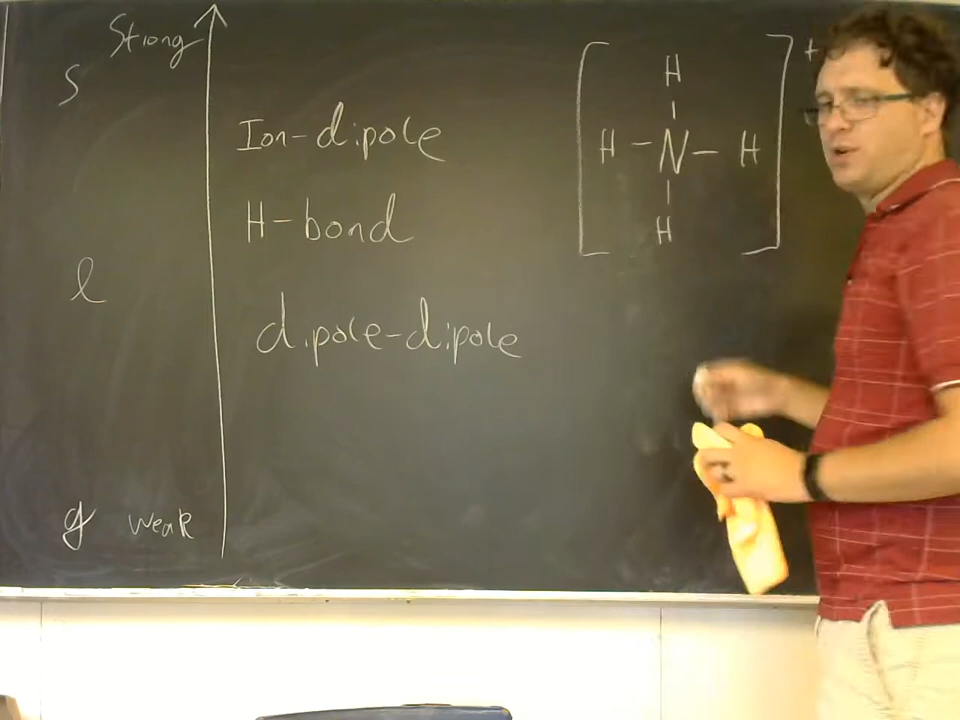 Strong
S
Ion-dipole
H-bond
l
dipole-dipole
g weak
+
H
H - N - H
H